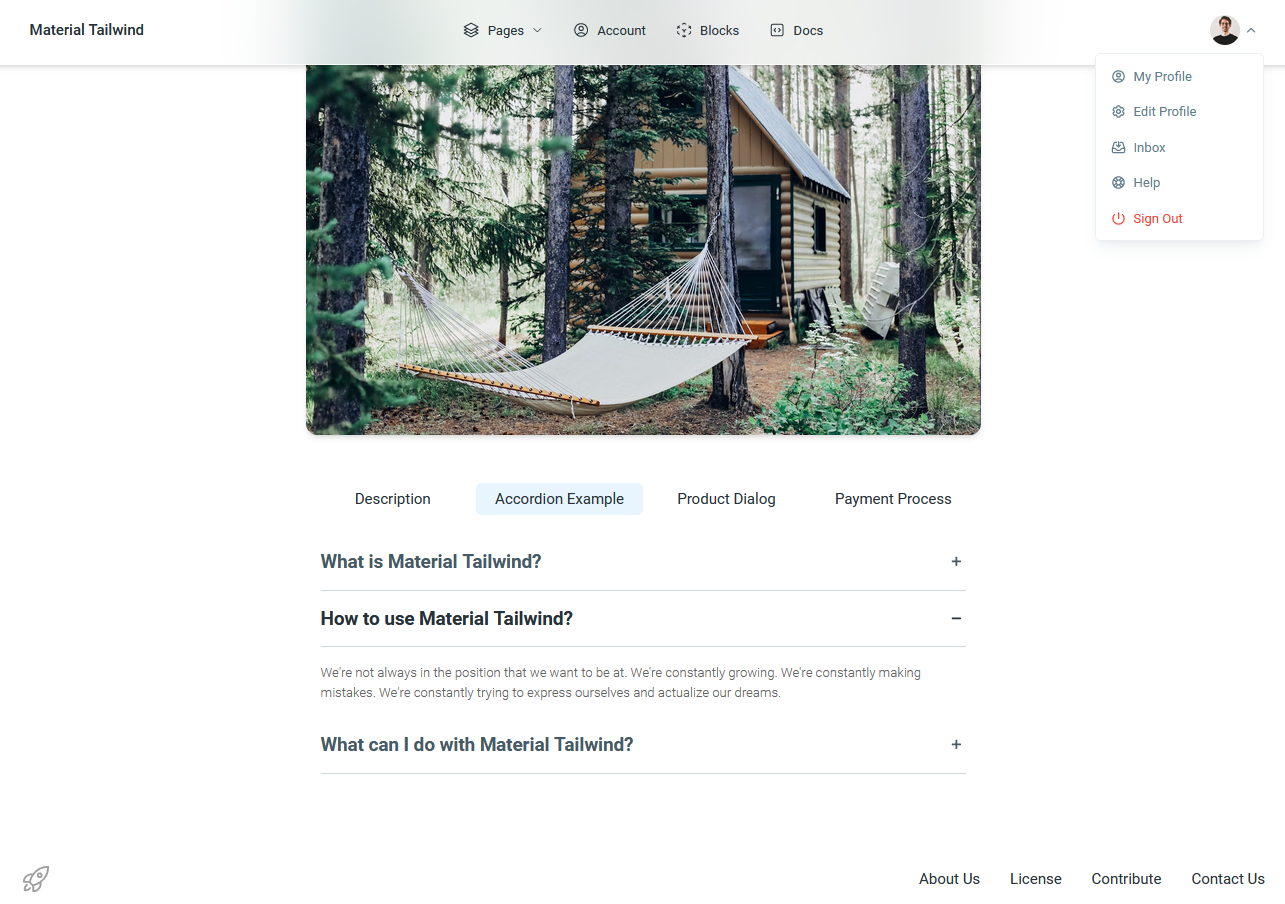 Material Tailwind
Pages
Account
Blocks
Docs
My Profile
Edit Profile
Inbox
Help
Sign Out
Description
Accordion Example
Product Dialog
Payment Process
What is Material Tailwind?
How to use Material Tailwind?
We're not always in the position that we want to be at. We're constantly growing. We're constantly making
mistakes. We're constantly trying to express ourselves and actualize our dreams.
What can I do with Material Tailwind?
About Us
License
Contribute
Contact Us